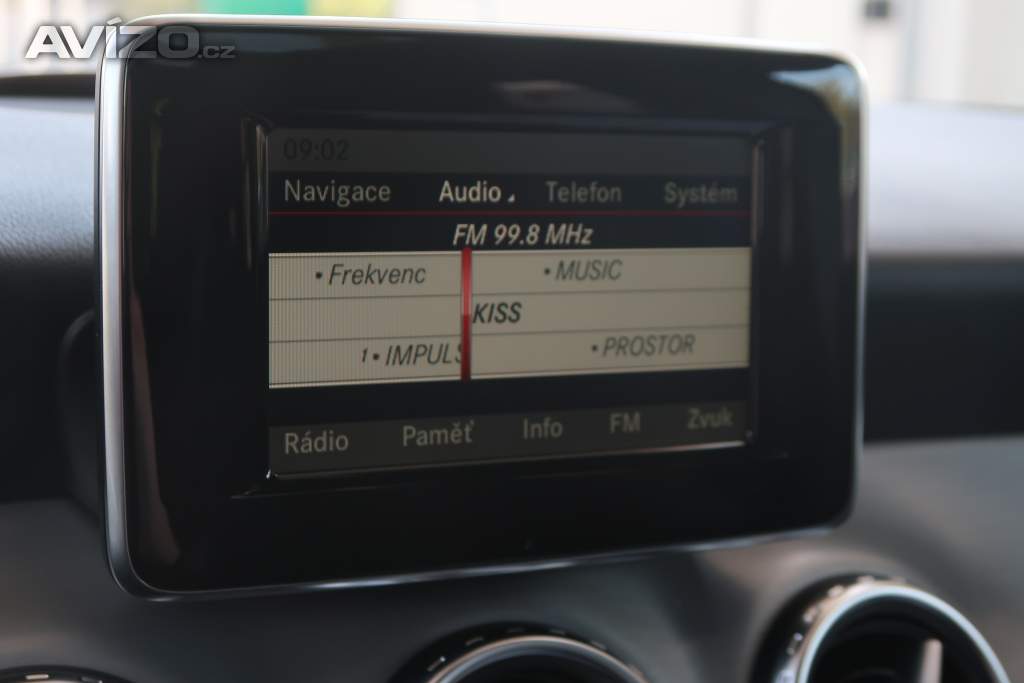 AVÍZO.cz
09:02
Navigace Audio Telefon Systém
FM 99.8 MHz
• Frekvenc • MUSIC
KISS
1 • IMPULS • PROSTOR
Rádio Paměť Info FM Zvuk